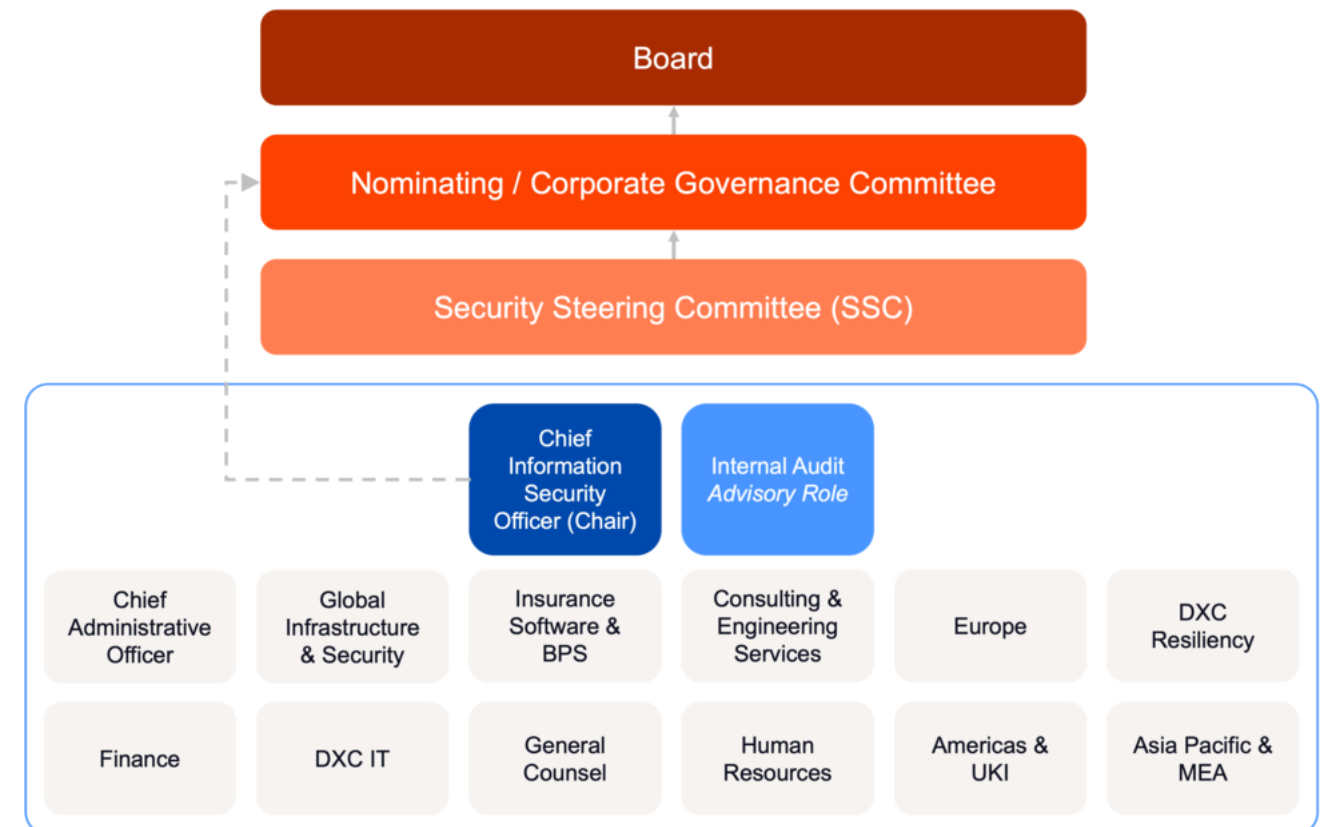 Board
Nominating / Corporate Governance Committee
Security Steering Committee (SSC)
Chief
Information
Security
Officer (Chair)
Internal Audit
Advisory Role
Chief
Administrative
Officer
Global
Infrastructure
& Security
Insurance
Software &
BPS
Consulting &
Engineering
Services
Europe
DXC
Resiliency
Finance
DXC IT
General
Counsel
Human
Resources
Americas &
UKI
Asia Pacific &
MEA